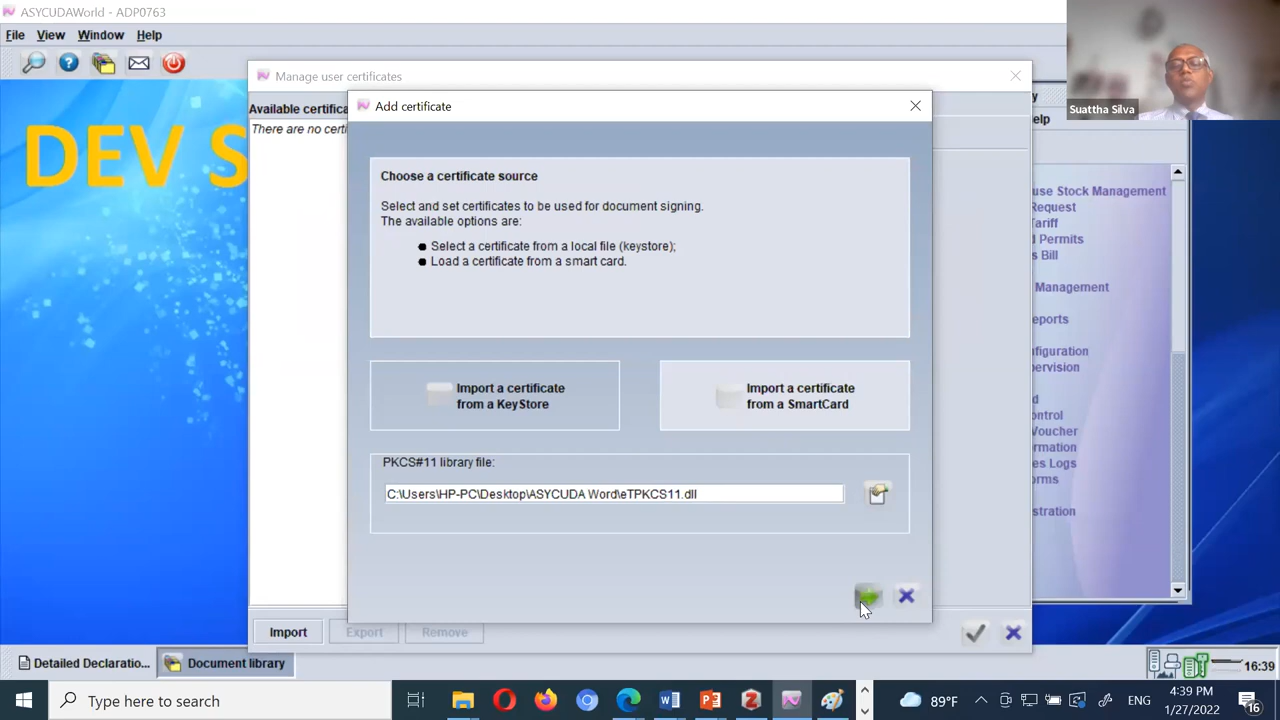 ASYCUDAWorld - ADP0763
File View Window Help
Suattha Silva
DEV S
Manage user certificates
Available certifica
There are no certi
Add certificate
Choose a certificate source
Select and set certificates to be used for document signing.
The available options are:
Select a certificate from a local file (keystore);
Load a certificate from a smart card.
Import a certificate
from a KeyStore
Import a certificate
from a SmartCard
PKCS#11 library file:
C:\Users\HP-PC\Desktop\ASYCUDA Word\eTPKCS11.dll
Import Export Remove
y
elp
use Stock Management
Request
Tariff
d Permits
s Bill
Management
eports
figuration
pervision
d
ontrol
Voucher
rmation
es Logs
orms
stration
Detailed Declaratio... Document library
16:39
Type here to search
89°F
ENG
4:39 PM
1/27/2022
16